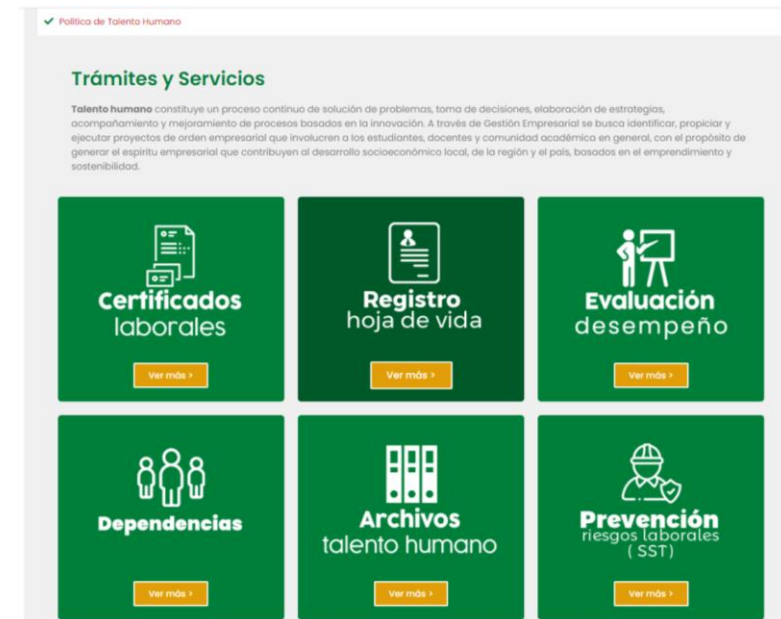 Política de Talento Humano
Trámites y Servicios
Talento humano constituye un proceso continuo de solución de problemas, toma de decisiones, elaboración de estrategias,
acompañamiento y mejoramiento de procesos basados en la innovación. A través de Gestión Empresarial se busca identificar, propiciar y
ejecutar proyectos de orden empresarial que involucren a los estudiantes, docentes y comunidad académica en general, con el propósito de
generar el espíritu empresarial que contribuyen al desarrollo socioeconómico local, de la región y el país, basados en el emprendimiento y
sostenibilidad.
Certificados
laborales
Ver más >
Registro
hoja de vida
Ver más >
Evaluación
desempeño
Ver más >
Dependencias
Ver más >
Archivos
talento humano
Ver más >
Prevención
riesgos laborales
( SST)
Ver más >